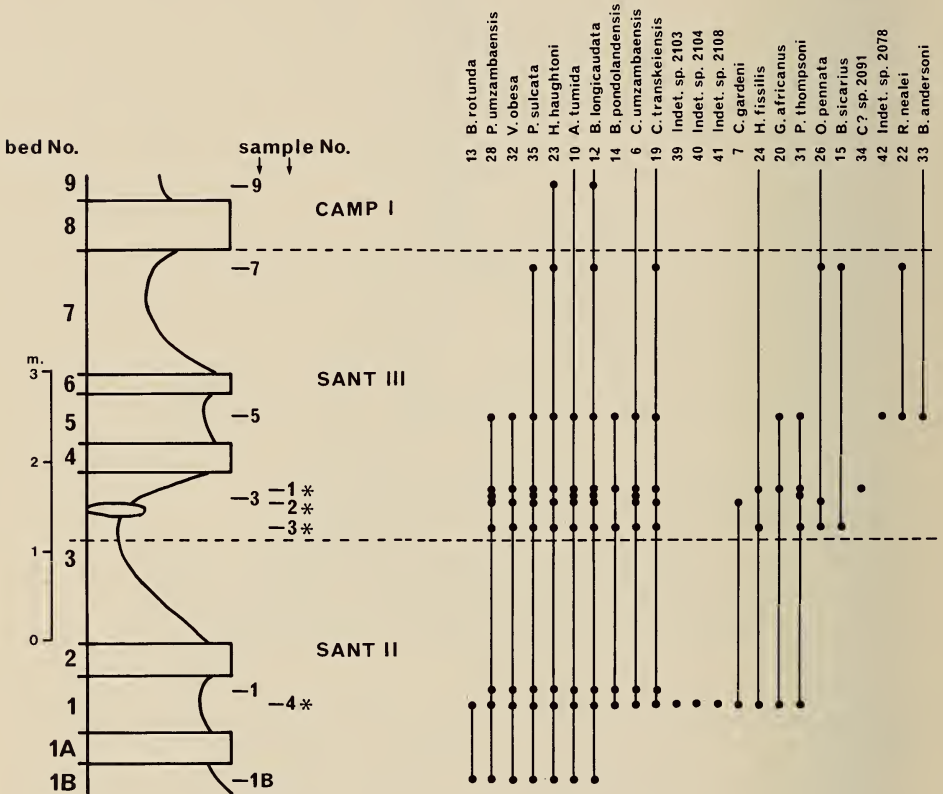 13 B. rotunda
28 P. umzambaensis
32 V. obesa
35 P. sulcata
23 H. haughtoni
10 A. tumida
12 B. longicaudata
14 B. pondolandensis
6 C. umzambaensis
19 C. transkeiensis
39 Indet. sp. 2103
40 Indet. sp. 2104
41 Indet. sp. 2108
7 C. gardeni
24 H. fissilis
20 G. africanus
31 P. thompsoni
26 O. pennata
15 B. sicarius
34 C? sp. 2091
42 Indet. sp. 2078
22 R. nealei
33 B. andersoni
bed No. sample No.
9 –9
CAMP I
8
–7
7
m.
3 6 SANT III
5 –5
2 4
–3 –1*
–2*
–3*
1 3
0
2 SANT II
1 –1
–4*
1A
1B –1B